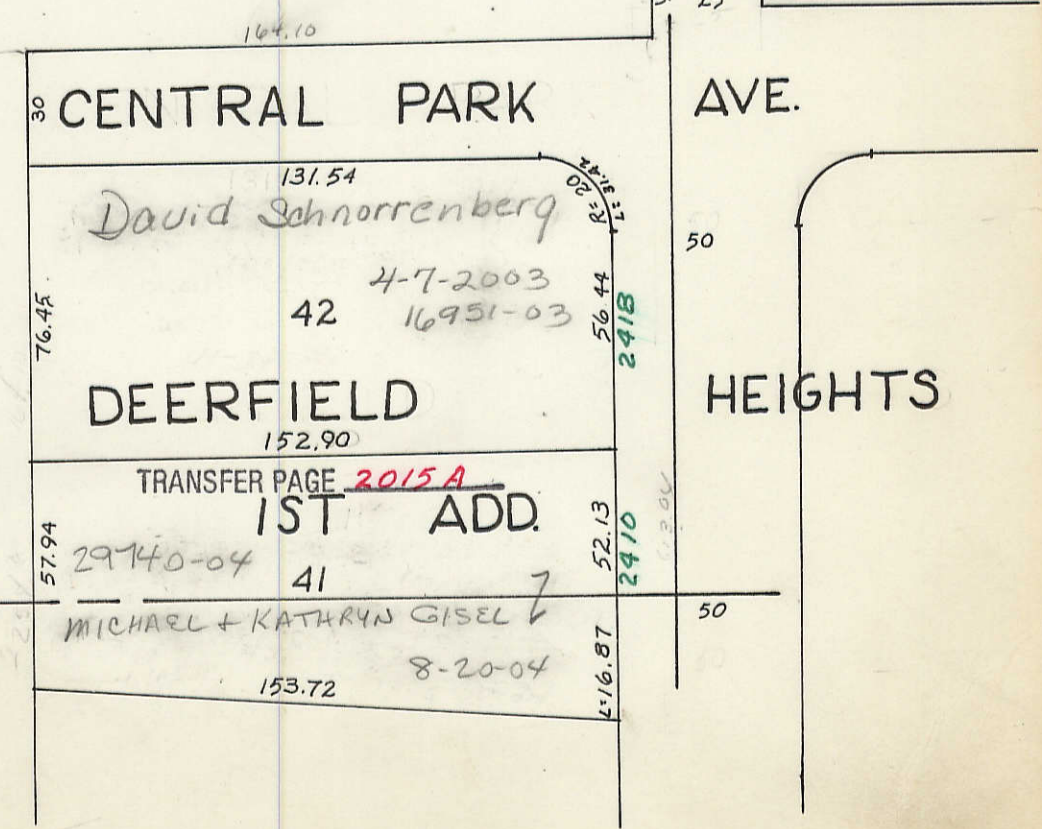 164.10
30
CENTRAL PARK AVE.
131.54
R= 20
L= 31.42
David Schnorrenberg
50
4-7-2003
42
16951-03
76.45
56.44
2418
DEERFIELD
HEIGHTS
152.90
TRANSFER PAGE 2015 A
1ST ADD.
57.94
52.13
2410
29740-04
41
50
MICHAEL + KATHRYN GISEL
8-20-04
L=16.87
153.72